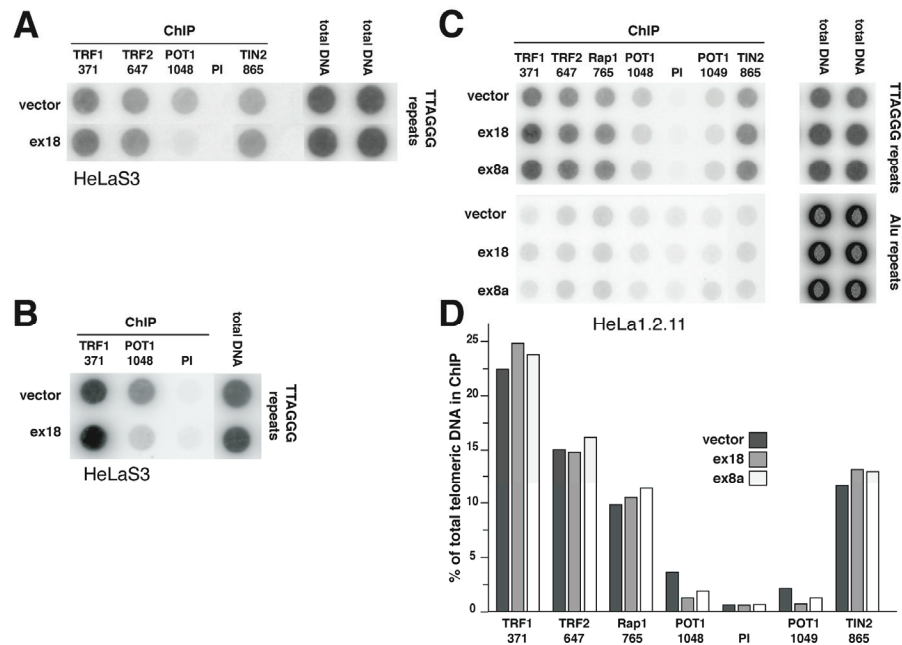 A
ChIP
TRF1 TRF2 POT1 TIN2
371 647 1048 PI 865
total DNA
total DNA
vector
ex18
TTAGGG
repeats
HeLaS3
B
ChIP
TRF1 POT1
371 1048 PI
total DNA
vector
ex18
TTAGGG
repeats
HeLaS3
C
ChIP
TRF1 TRF2 Rap1 POT1 POT1 TIN2
371 647 765 1048 PI 1049 865
total DNA
total DNA
vector
ex18
ex8a
TTAGGG repeats
vector
ex18
ex8a
Alu repeats
D
HeLa1.2.11
% of total telomeric DNA in ChIP
25
20
15
10
5
0
vector
ex18
ex8a
TRF1 TRF2 Rap1 POT1 POT1 TIN2
371 647 765 1048 PI 1049 865